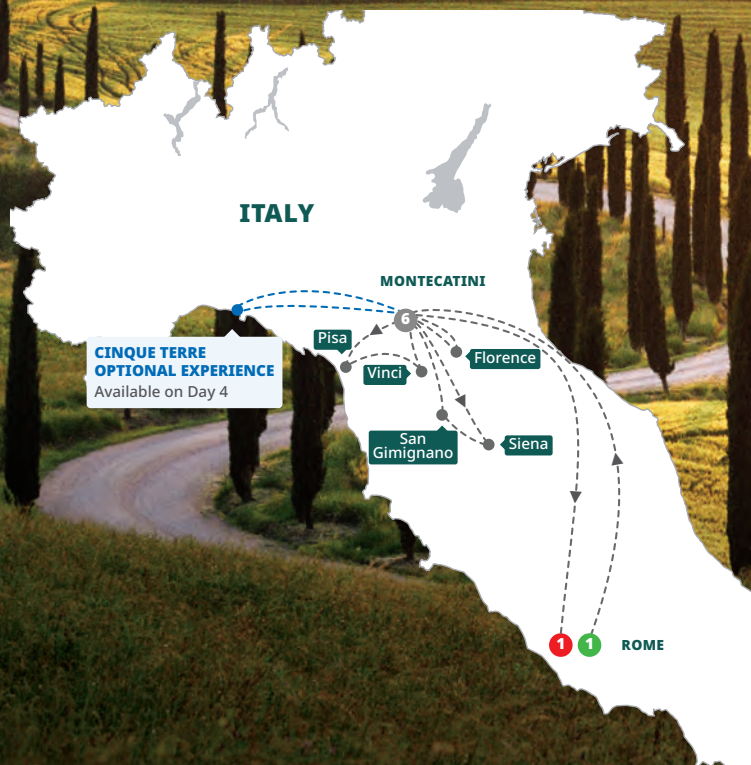 ITALY
MONTECATINI
6
Pisa
Florence
CINQUE TERRE
OPTIONAL EXPERIENCE
Available on Day 4
Vinci
San
Gimignano
Siena
1
1
ROME